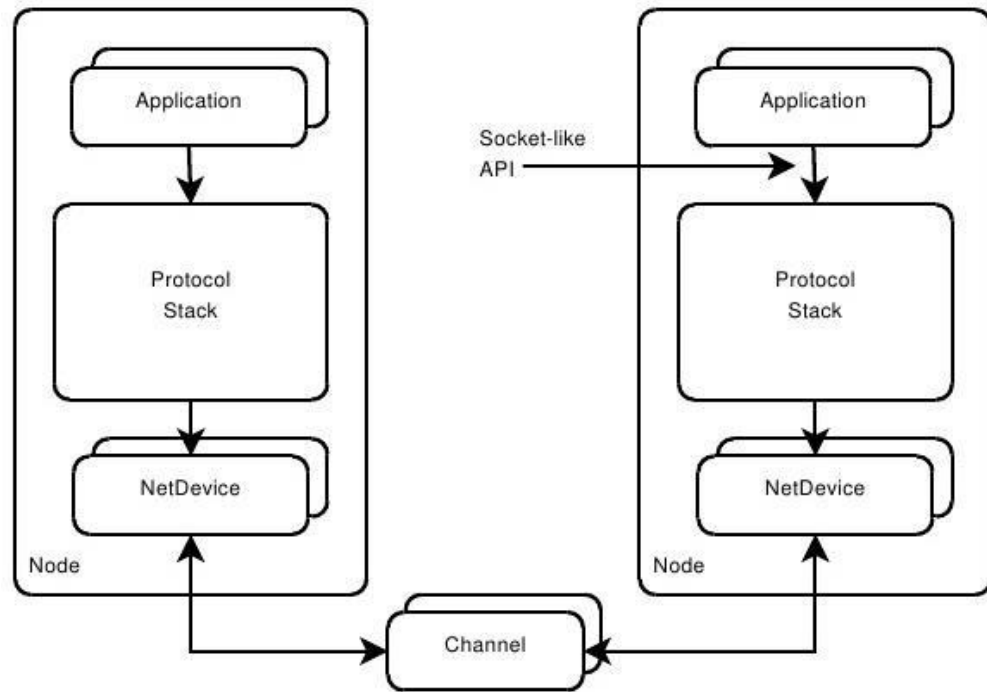 Application
Protocol
Stack
NetDevice
Node
Socket-like
API
Application
Protocol
Stack
NetDevice
Node
Channel